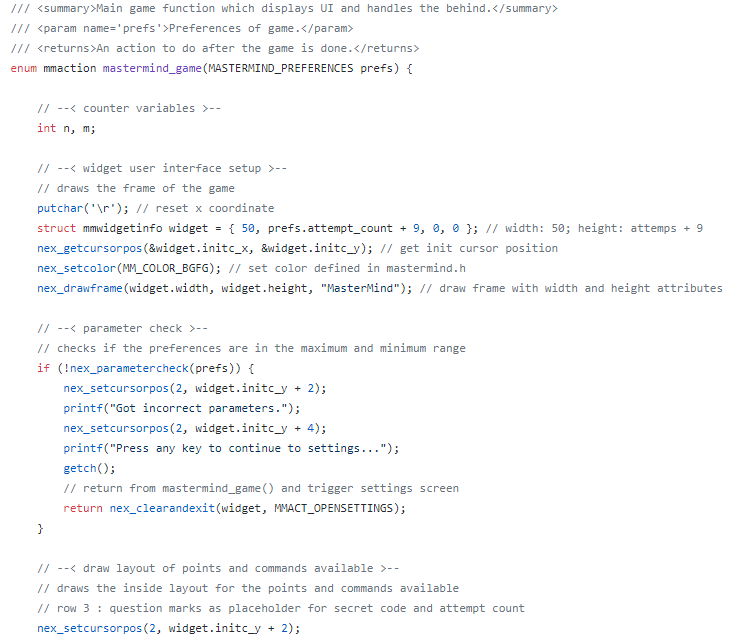 /// <summary>Main game function which displays UI and handles the behind.</summary>
/// <param name='prefs'>Preferences of game.</param>
/// <returns>An action to do after the game is done.</returns>
enum mmaction mastermind_game(MASTERMIND_PREFERENCES prefs) {
// --< counter variables >--
int n, m;
// --< widget user interface setup >--
// draws the frame of the game
putchar('\r'); // reset x coordinate
struct mmwidgetinfo widget = { 50, prefs.attempt_count + 9, 0, 0 }; // width: 50; height: attemps + 9
nex_getcursorpos(&widget.initc_x, &widget.initc_y); // get init cursor position
nex_setcolor(MM_COLOR_BGFG); // set color defined in mastermind.h
nex_drawframe(widget.width, widget.height, "MasterMind"); // draw frame with width and height attributes
// --< parameter check >--
// checks if the preferences are in the maximum and minimum range
if (!nex_parametercheck(prefs)) {
nex_setcursorpos(2, widget.initc_y + 2);
printf("Got incorrect parameters.");
nex_setcursorpos(2, widget.initc_y + 4);
printf("Press any key to continue to settings...");
getch();
// return from mastermind_game() and trigger settings screen
return nex_clearandexit(widget, MMACT_OPENSETTINGS);
}
// --< draw layout of points and commands available >--
// draws the inside layout for the points and commands available
// row 3 : question marks as placeholder for secret code and attempt count
nex_setcursorpos(2, widget.initc_y + 2);